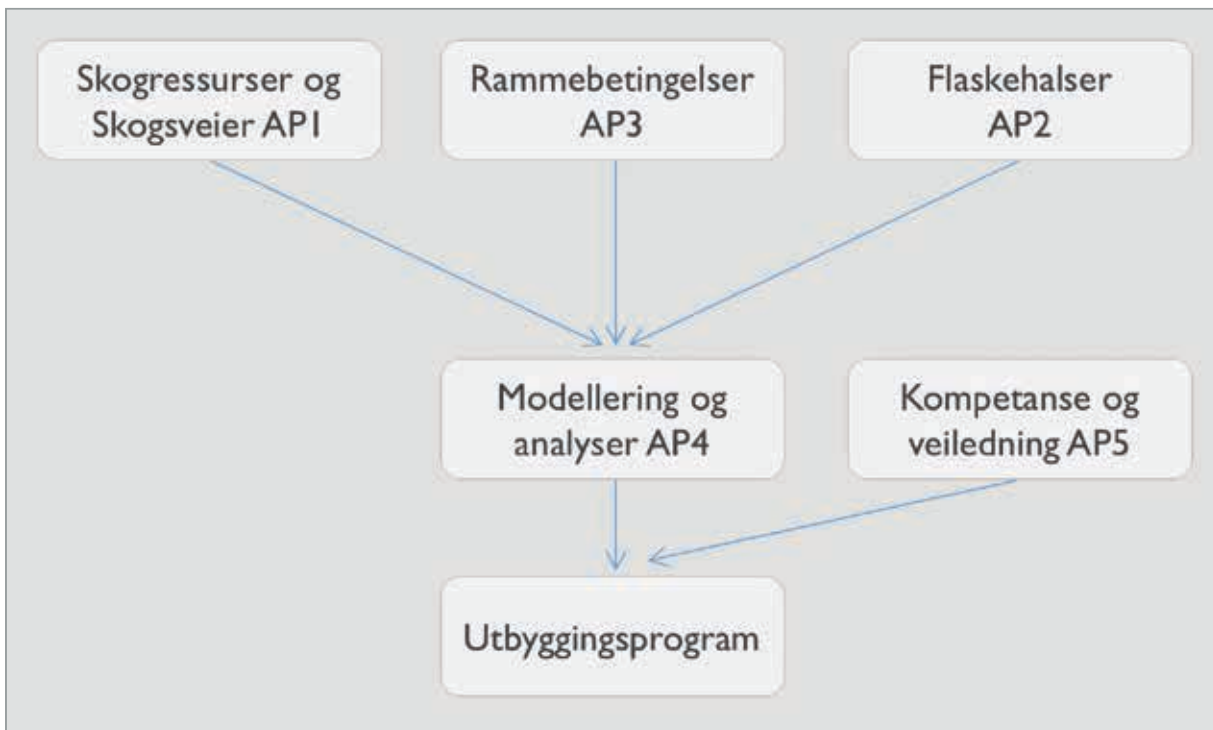 Skogressurser og
Skogsveier AP1
Rammebetingelser
AP3
Flaskehalser
AP2
Modellering og
analyser AP4
Kompetanse og
veiledning AP5
Utbyggingsprogram